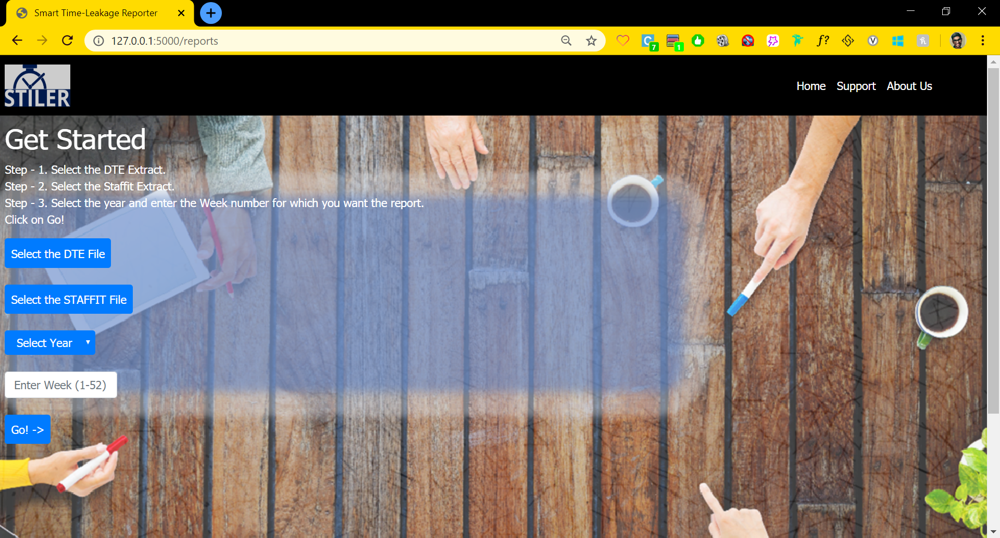 Smart Time-Leakage Reporter
127.0.0.1:5000/reports
C
7
1
f?
V
h
STILER
Home Support About Us
Get Started
Step - 1. Select the DTE Extract.
Step - 2. Select the Staffit Extract.
Step - 3. Select the year and enter the Week number for which you want the report.
Click on Go!
Select the DTE File
Select the STAFFIT File
Select Year
Enter Week (1-52)
Go! ->